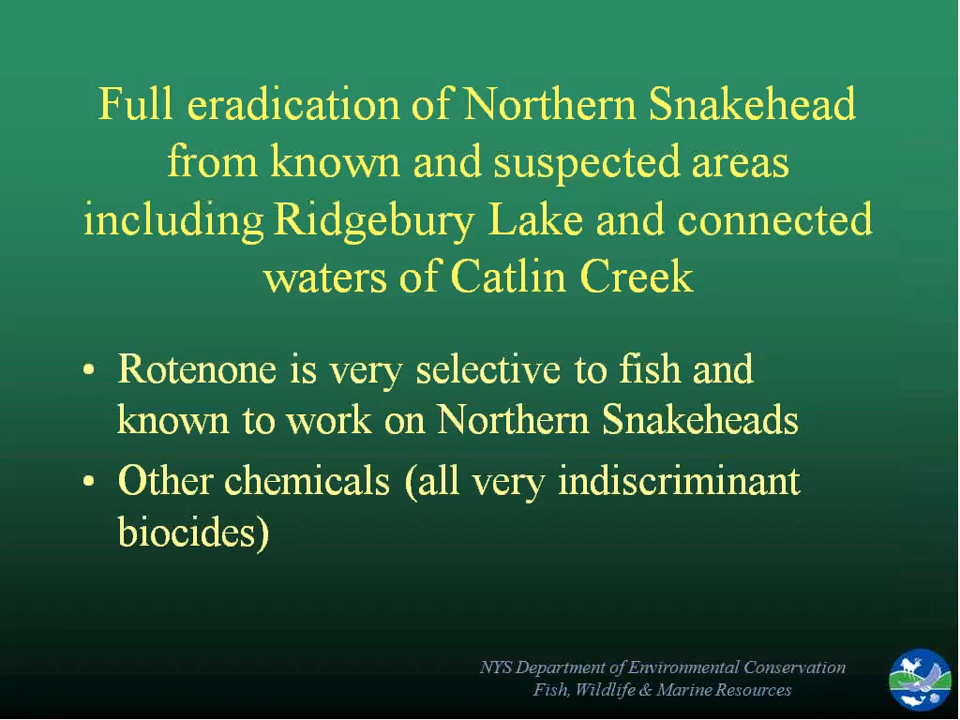 Full eradication of Northern Snakehead
from known and suspected areas
including Ridgebury Lake and connected
waters of Catlin Creek
• Rotenone is very selective to fish and
known to work on Northern Snakeheads
• Other chemicals (all very indiscriminant
biocides)
NYS Department of Environmental Conservation
Fish, Wildlife & Marine Resources